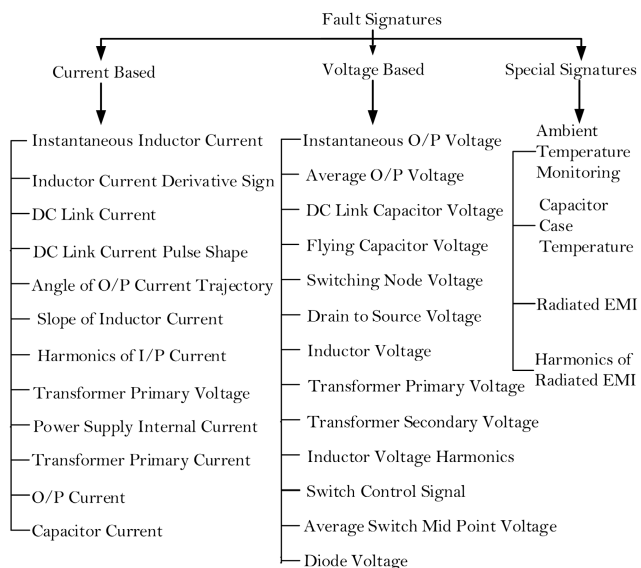 Fault Signatures
Current Based
Instantaneous Inductor Current
Inductor Current Derivative Sign
DC Link Current
DC Link Current Pulse Shape
Angle of O/P Current Trajectory
Slope of Inductor Current
Harmonics of I/P Current
Transformer Primary Voltage
Power Supply Internal Current
Transformer Primary Current
O/P Current
Capacitor Current
Voltage Based
Instantaneous O/P Voltage
Average O/P Voltage
DC Link Capacitor Voltage
Flying Capacitor Voltage
Switching Node Voltage
Drain to Source Voltage
Inductor Voltage
Transformer Primary Voltage
Transformer Secondary Voltage
Inductor Voltage Harmonics
Switch Control Signal
Average Switch Mid Point Voltage
Diode Voltage
Special Signatures
Ambient
Temperature
Monitoring
Capacitor
Case
Temperature
Radiated EMI
Harmonics of
Radiated EMI